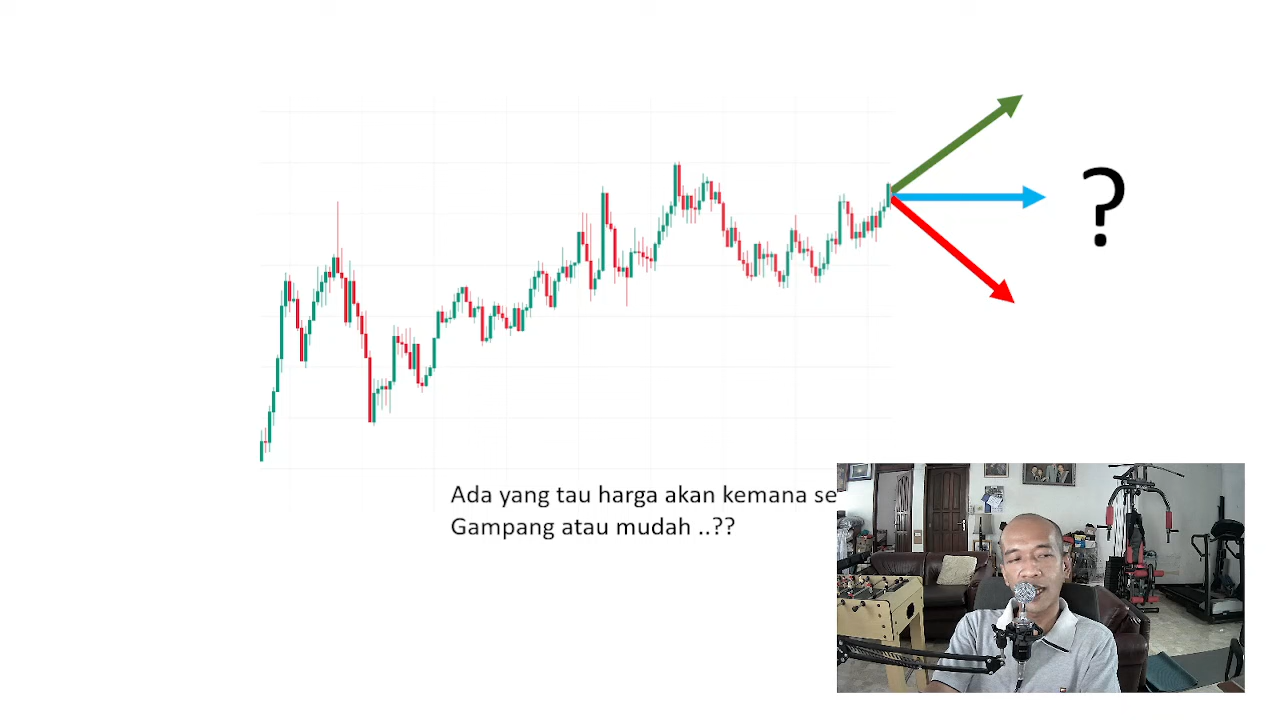 ?
Ada yang tau harga akan kemana se
Gampang atau mudah ..??